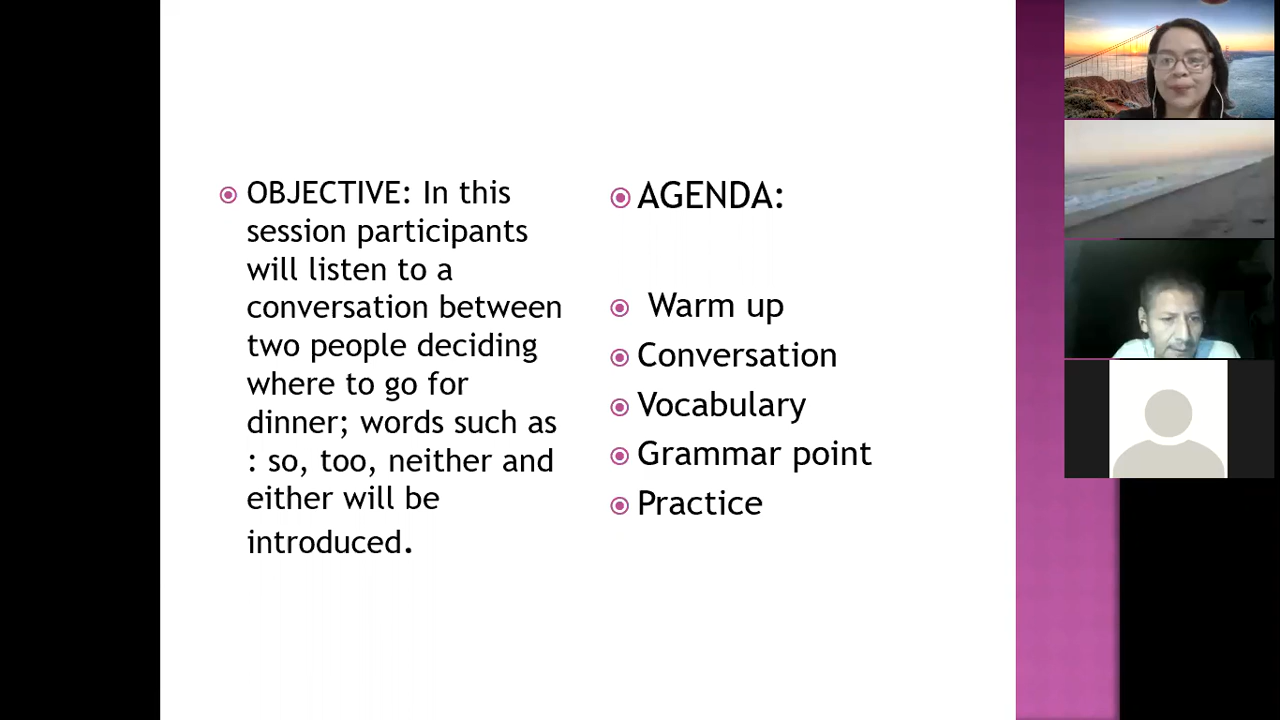 OBJECTIVE: In this
session participants
will listen to a
conversation between
two people deciding
where to go for
dinner; words such as
: so, too, neither and
either will be
introduced.
AGENDA:
Warm up
Conversation
Vocabulary
Grammar point
Practice